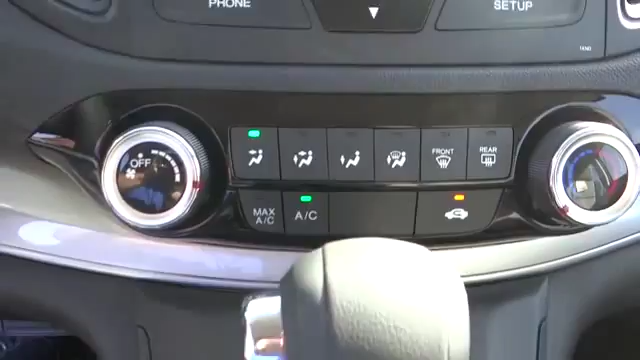 PHONE
SETUP
OFF
FRONT
REAR
MAX
A/C
A/C